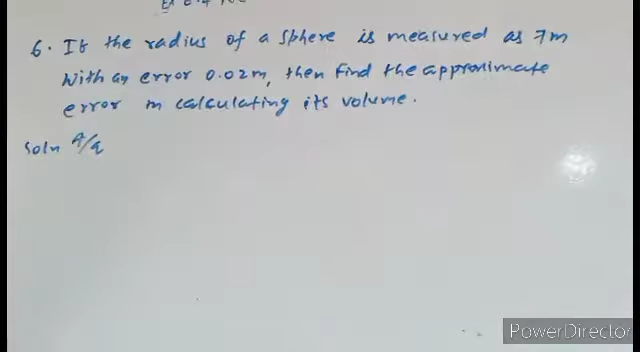 6. If the radius of a sphere is measured as 7m
with an error 0.02m, then find the approximate
error in calculating its volume.
Soln A/q
PowerDirector